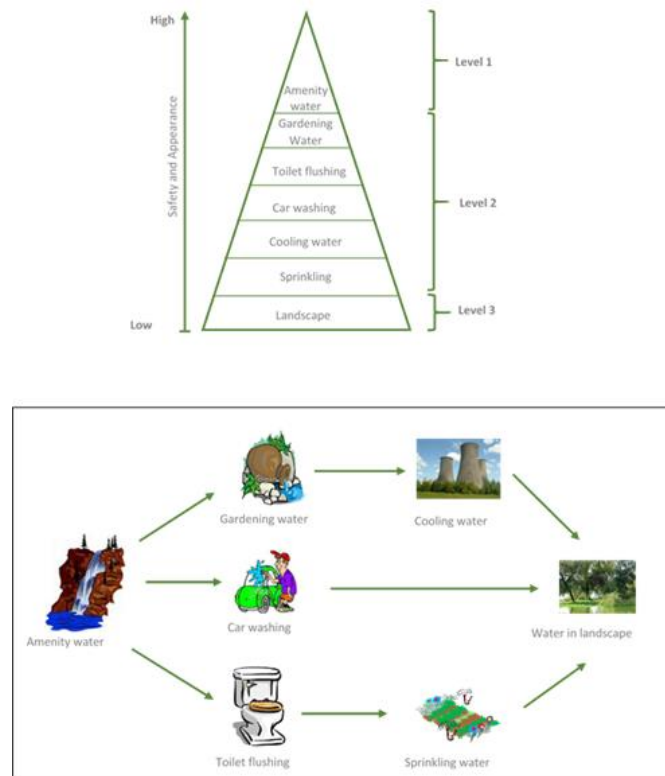 High
Safety and Appearance
Low
Amenity
water
Gardening
Water
Toilet flushing
Car washing
Cooling water
Sprinkling
Landscape
Level 1
Level 2
Level 3
Gardening water
Cooling water
Amenity water
Car washing
Water in landscape
Toilet flushing
Sprinkling water